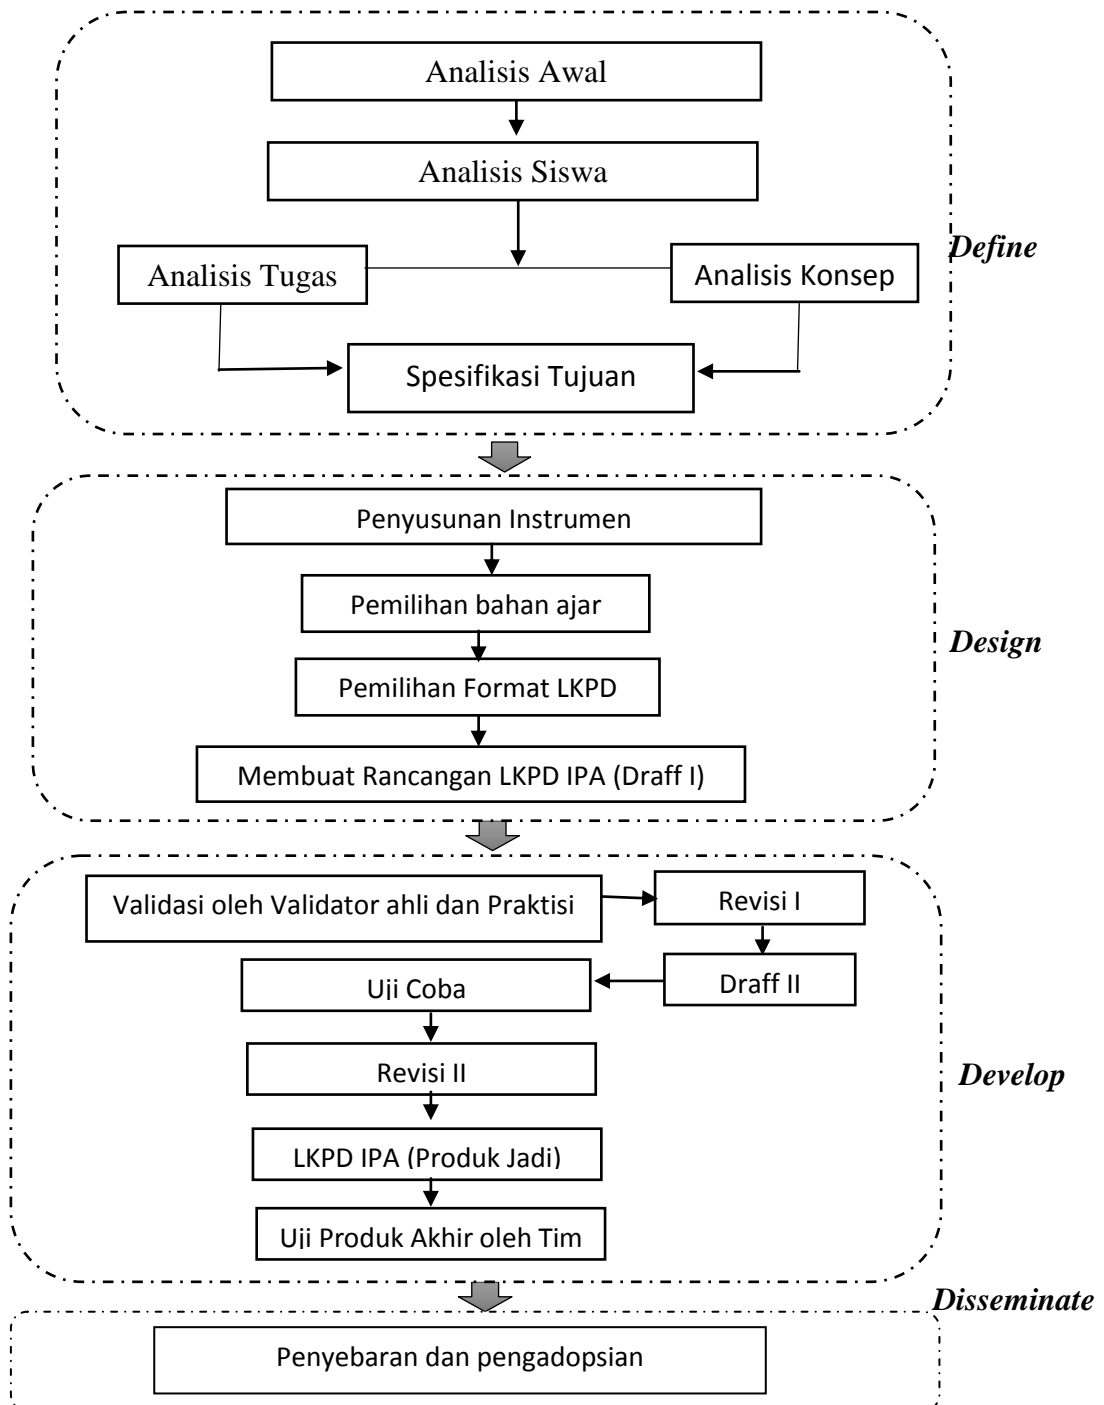 Analisis Awal
Analisis Siswa
Define
Analisis Tugas
Analisis Konsep
Spesifikasi Tujuan
Penyusunan Instrumen
Pemilihan bahan ajar
Design
Pemilihan Format LKPD
Membuat Rancangan LKPD IPA (Draff I)
Validasi oleh Validator ahli dan Praktisi
Revisi I
Draff II
Uji Coba
Revisi II
Develop
LKPD IPA (Produk Jadi)
Uji Produk Akhir oleh Tim
Disseminate
Penyebaran dan pengadopsian